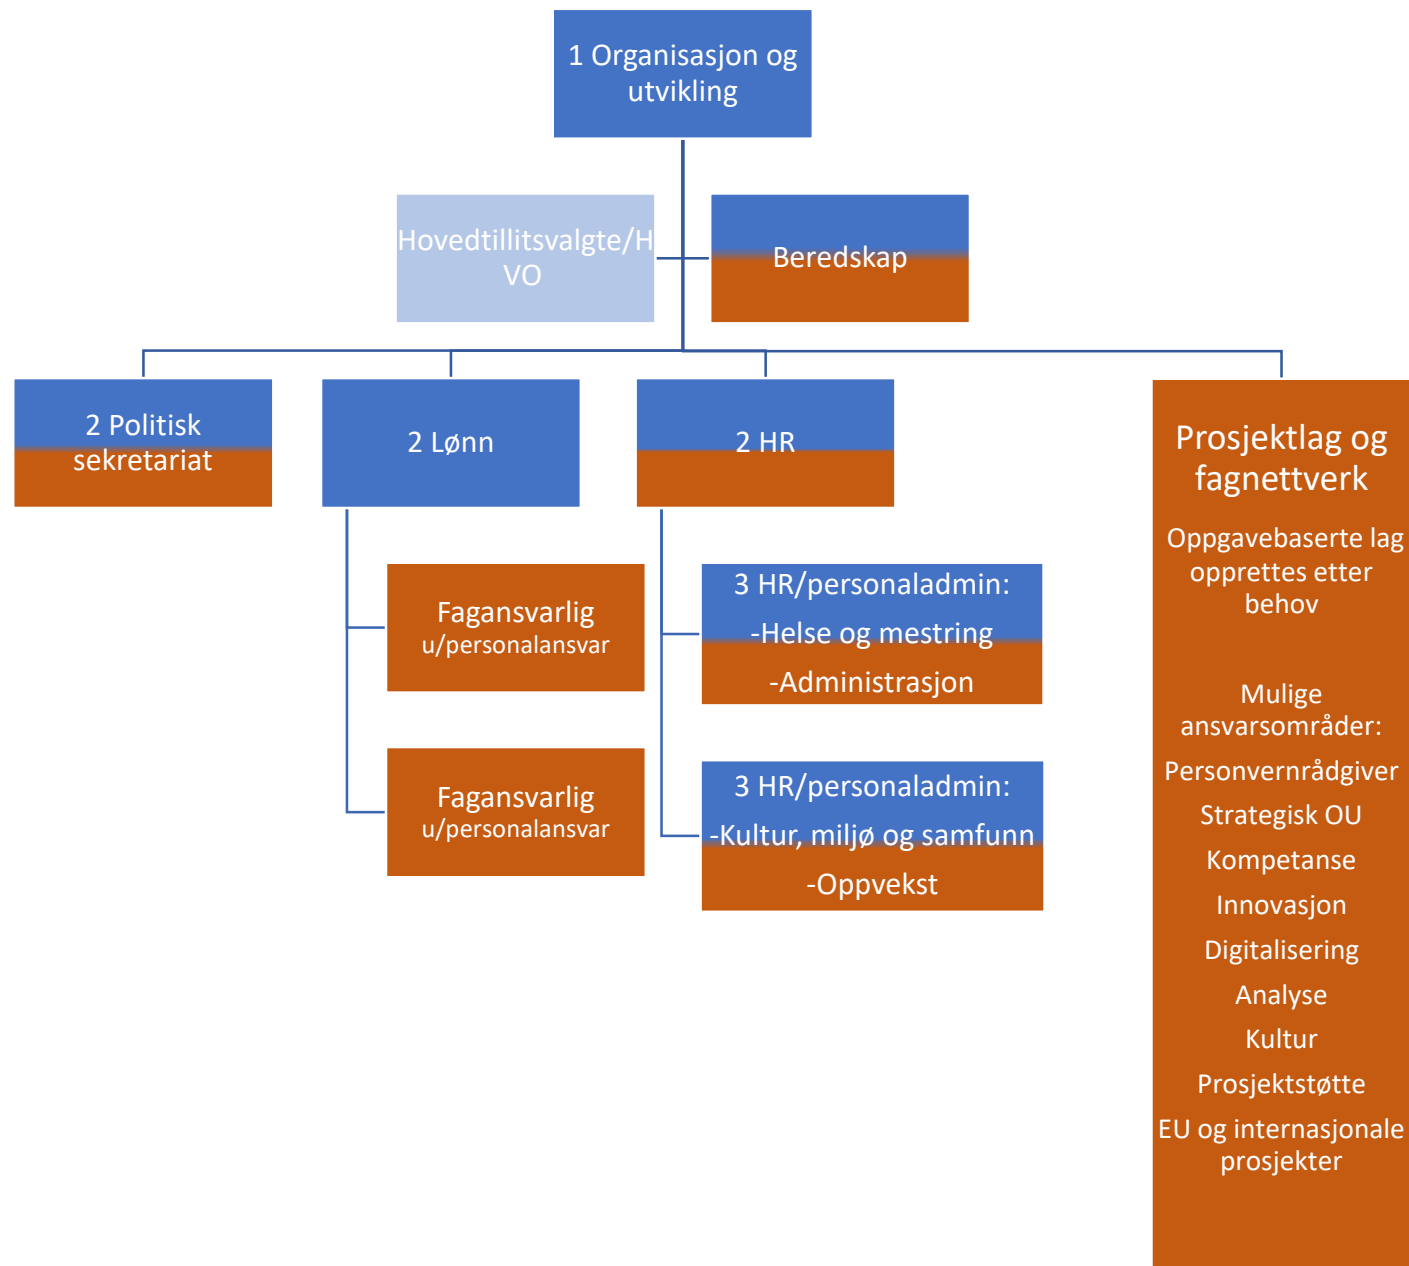 1 Organisasjon og
utvikling
Hovedtillitsvalgte/H
VO
Beredskap
2 Politisk
sekretariat
2 Lønn
2 HR
Fagansvarlig
u/personalansvar
Fagansvarlig
u/personalansvar
3 HR/personaladmin:
-Helse og mestring
-Administrasjon
3 HR/personaladmin:
-Kultur, miljø og samfunn
-Oppvekst
Prosjektlag og
fagnettverk
Oppgavebaserte lag
opprettes etter
behov
Mulige
ansvarsområder:
Personvernrådgiver
Strategisk OU
Kompetanse
Innovasjon
Digitalisering
Analyse
Kultur
Prosjektstøtte
EU og internasjonale
prosjekter